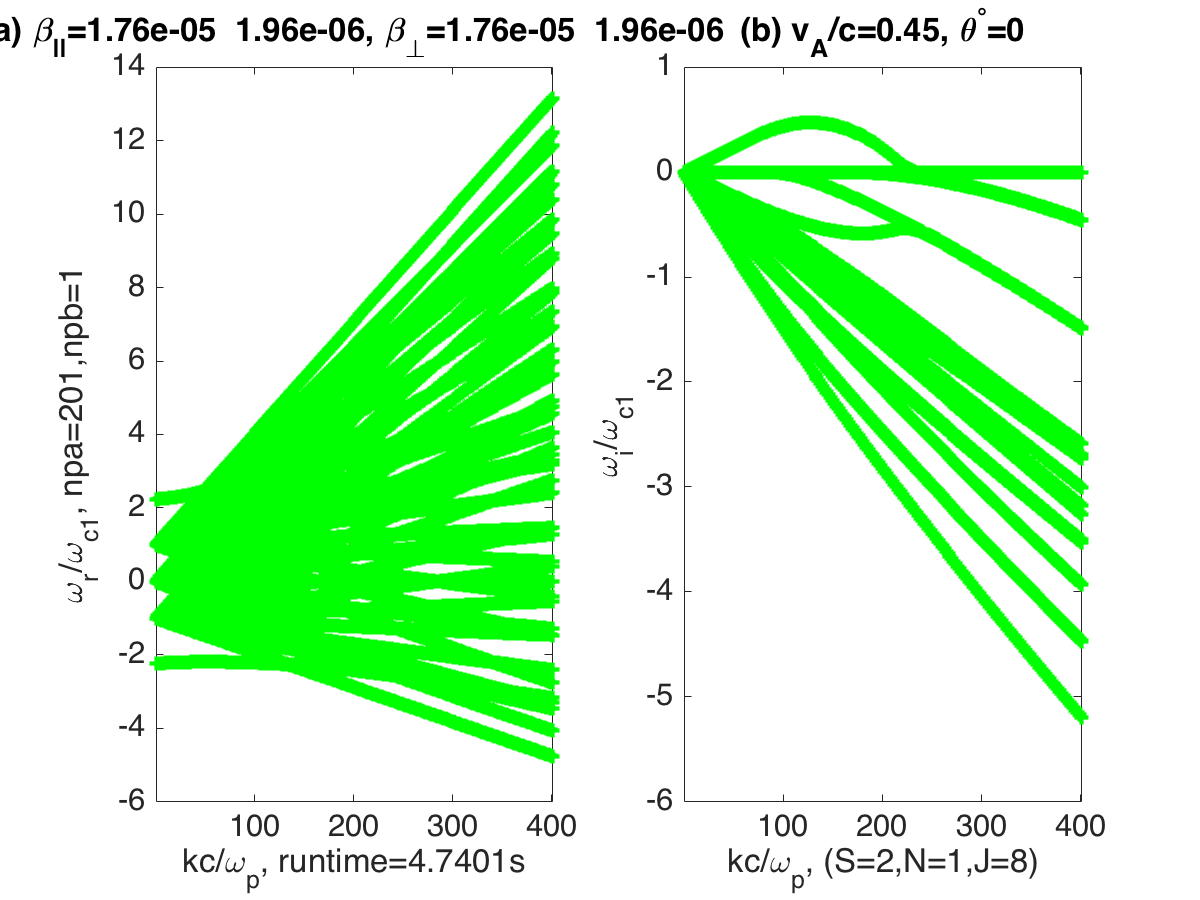 a) β||=1.76e-05 1.96e-06, β⊥=1.76e-05 1.96e-06 (b) vA/c=0.45, θ°=0
14
12
10
8
6
4
2
0
-2
-4
-6
ωr/ωc1, npa=201,npb=1
100 200 300 400
kc/ωp, runtime=4.7401s
1
0
-1
-2
-3
-4
-5
-6
ωi/ωc1
100 200 300 400
kc/ωp, (S=2,N=1,J=8)